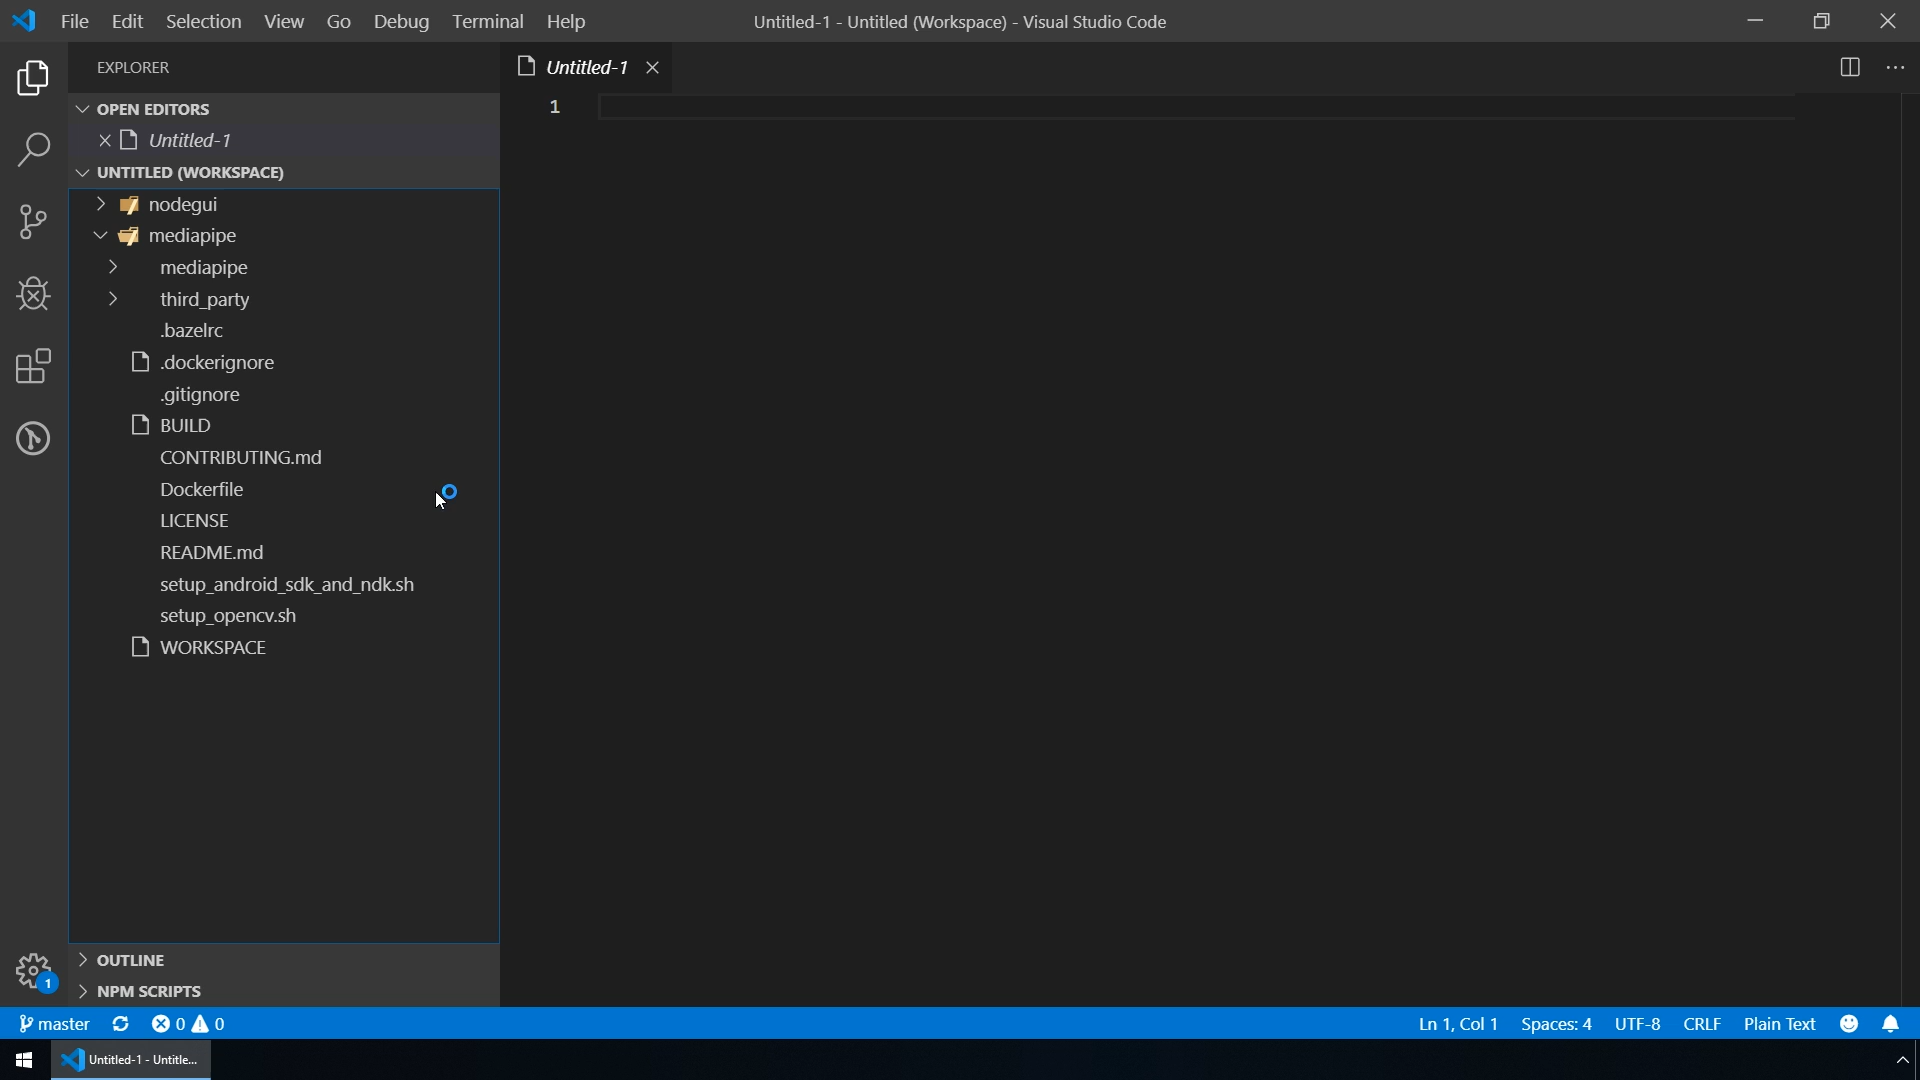 File Edit Selection View Go Debug Terminal Help Untitled-1 - Untitled (Workspace) - Visual Studio Code
EXPLORER
Untitled-1
OPEN EDITORS
1
Untitled-1
UNTITLED (WORKSPACE)
nodegui
mediapipe
mediapipe
third_party
.bazelrc
.dockerignore
.gitignore
BUILD
CONTRIBUTING.md
Dockerfile
LICENSE
README.md
setup_android_sdk_and_ndk.sh
setup_opencv.sh
WORKSPACE
OUTLINE
1
NPM SCRIPTS
master 0 0 Ln 1, Col 1 Spaces: 4 UTF-8 CRLF Plain Text
Untitled-1 - Untitle...